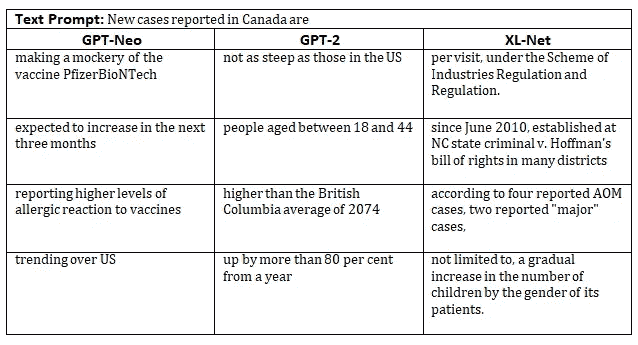 Text Prompt: New cases reported in Canada are
GPT-Neo
GPT-2
XL-Net
making a mockery of the
vaccine PfizerBioNTech
not as steep as those in the US
per visit, under the Scheme of
Industries Regulation and
Regulation.
expected to increase in the next
three months
people aged between 18 and 44
since June 2010, established at
NC state criminal v. Hoffman's
bill of rights in many districts
reporting higher levels of
allergic reaction to vaccines
higher than the British
Columbia average of 2074
according to four reported AOM
cases, two reported "major"
cases,
trending over US
up by more than 80 per cent
from a year
not limited to, a gradual
increase in the number of
children by the gender of its
patients.